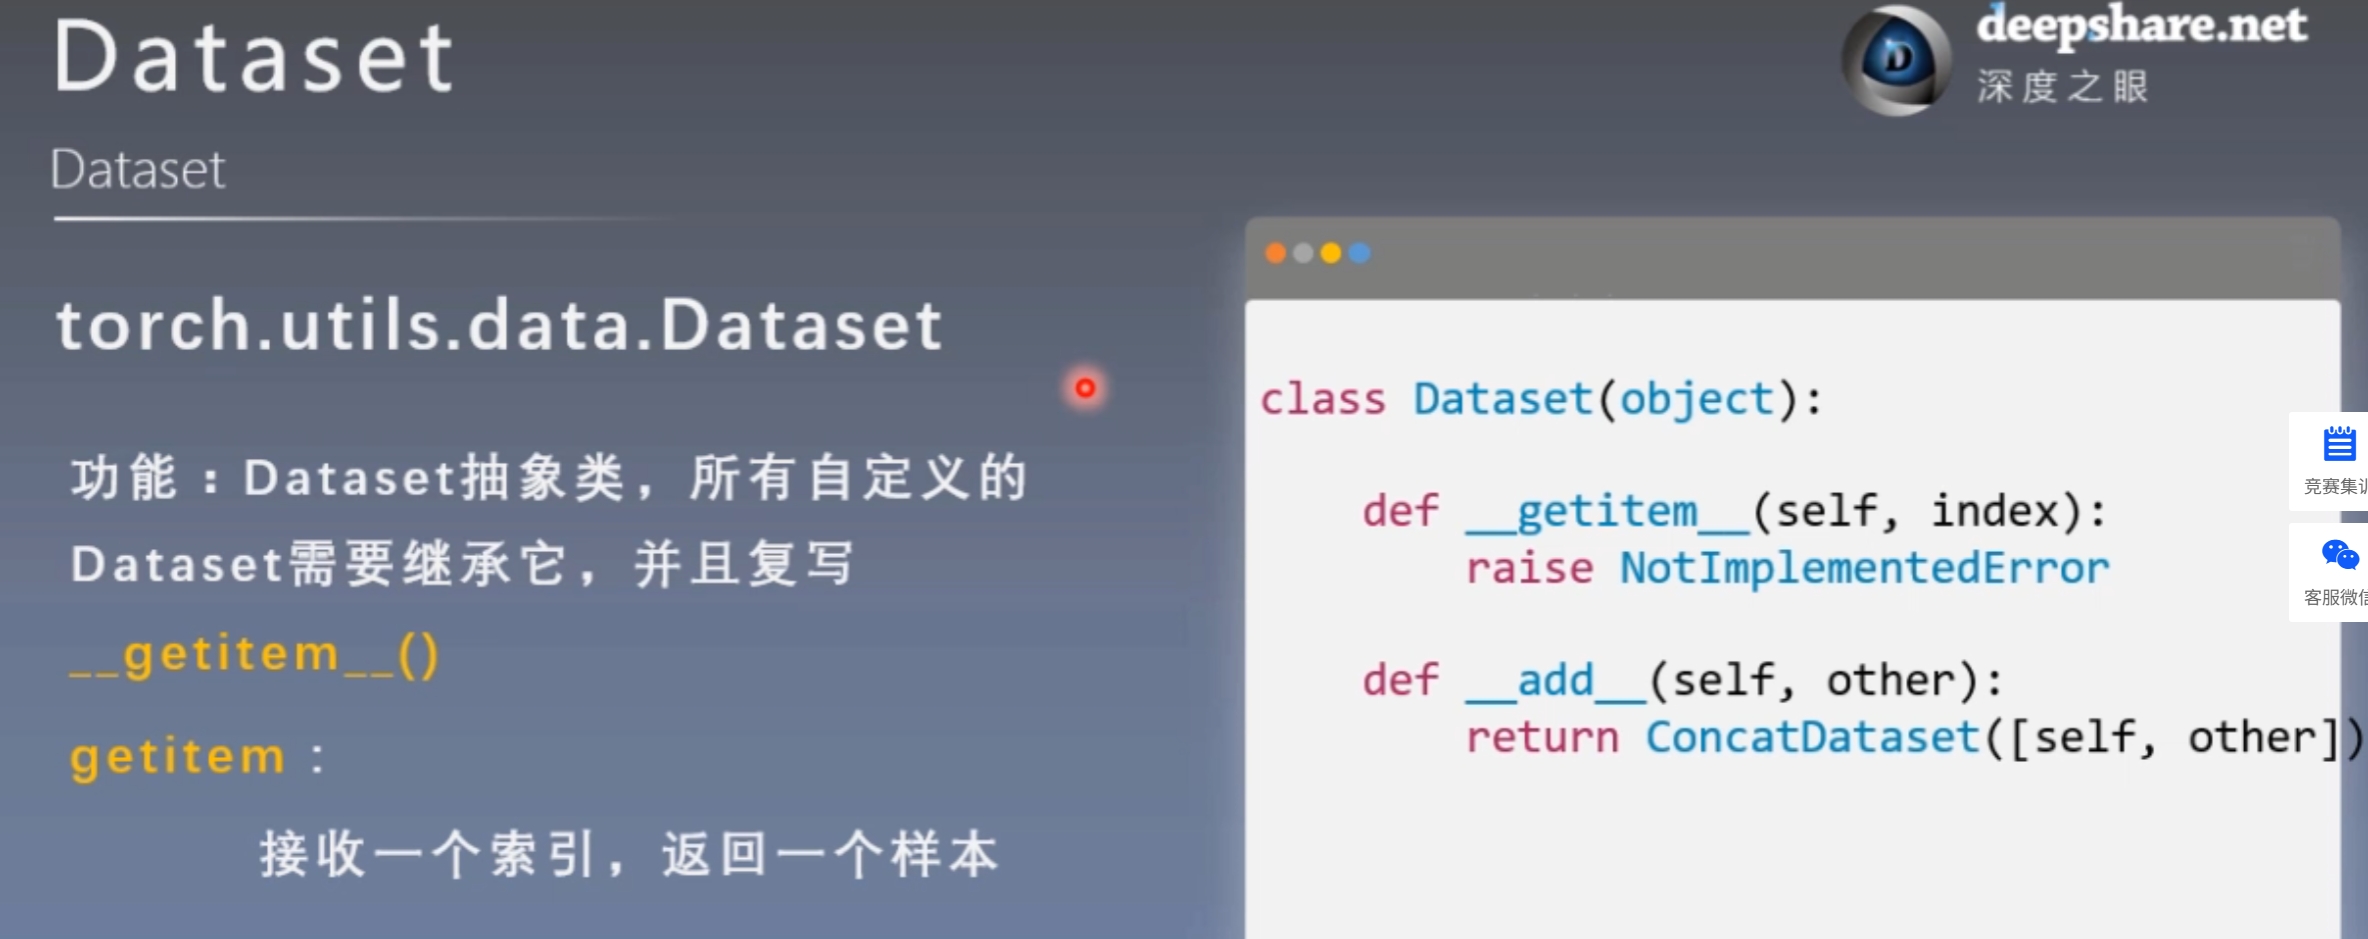 Dataset
deepshare.net
深度之眼
Dataset
torch.utils.data.Dataset
功能：Dataset抽象类，所有自定义的
Dataset需要继承它，并且复写
__getitem__()
getitem：
接收一个索引，返回一个样本
class Dataset(object):
def __getitem__(self, index):
raise NotImplementedError
def __add__(self, other):
return ConcatDataset([self, other])
竞赛集
客服微信